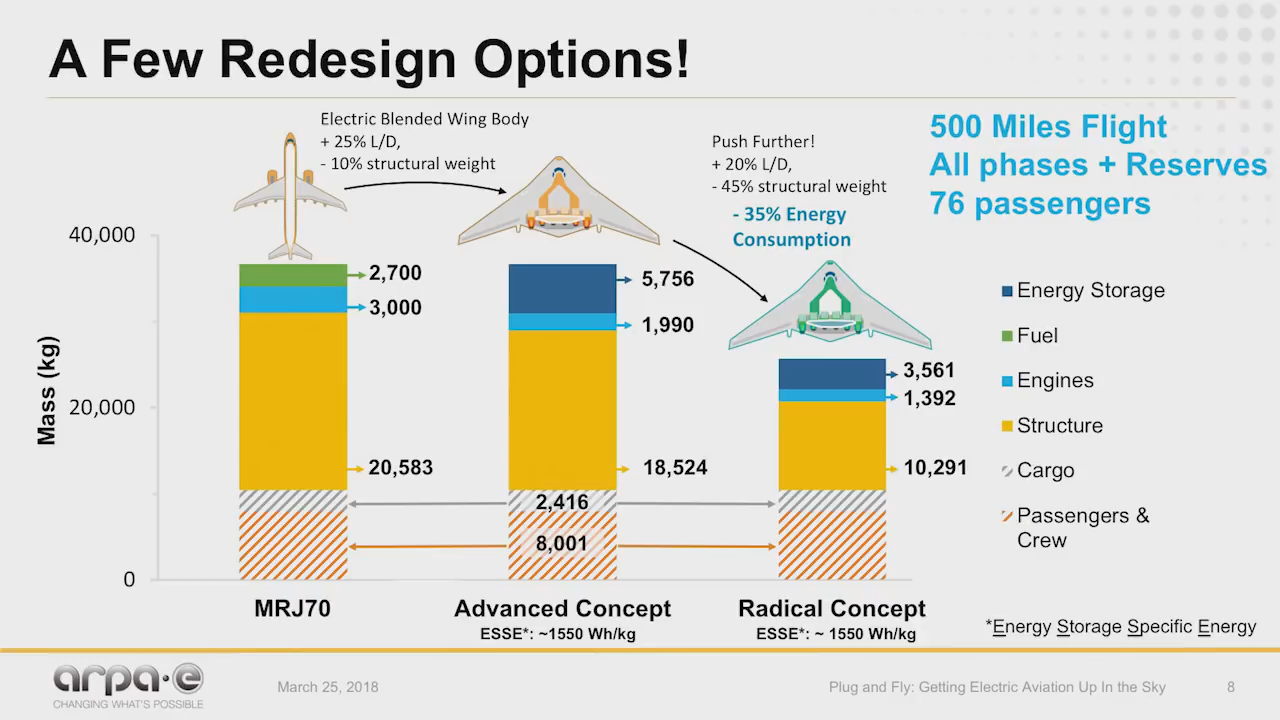 A Few Redesign Options!
Electric Blended Wing Body
+ 25% L/D,
- 10% structural weight
Push Further!
+ 20% L/D,
- 45% structural weight
- 35% Energy
Consumption
500 Miles Flight
All phases + Reserves
76 passengers
Mass (kg)
40,000
20,000
0
2,700
3,000
20,583
5,756
1,990
18,524
2,416
8,001
3,561
1,392
10,291
Energy Storage
Fuel
Engines
Structure
Cargo
Passengers &
Crew
MRJ70
Advanced Concept
ESSE*: ~1550 Wh/kg
Radical Concept
ESSE*: ~ 1550 Wh/kg
*Energy Storage Specific Energy
arpa·e
CHANGING WHAT'S POSSIBLE
March 25, 2018
Plug and Fly: Getting Electric Aviation Up In the Sky
8